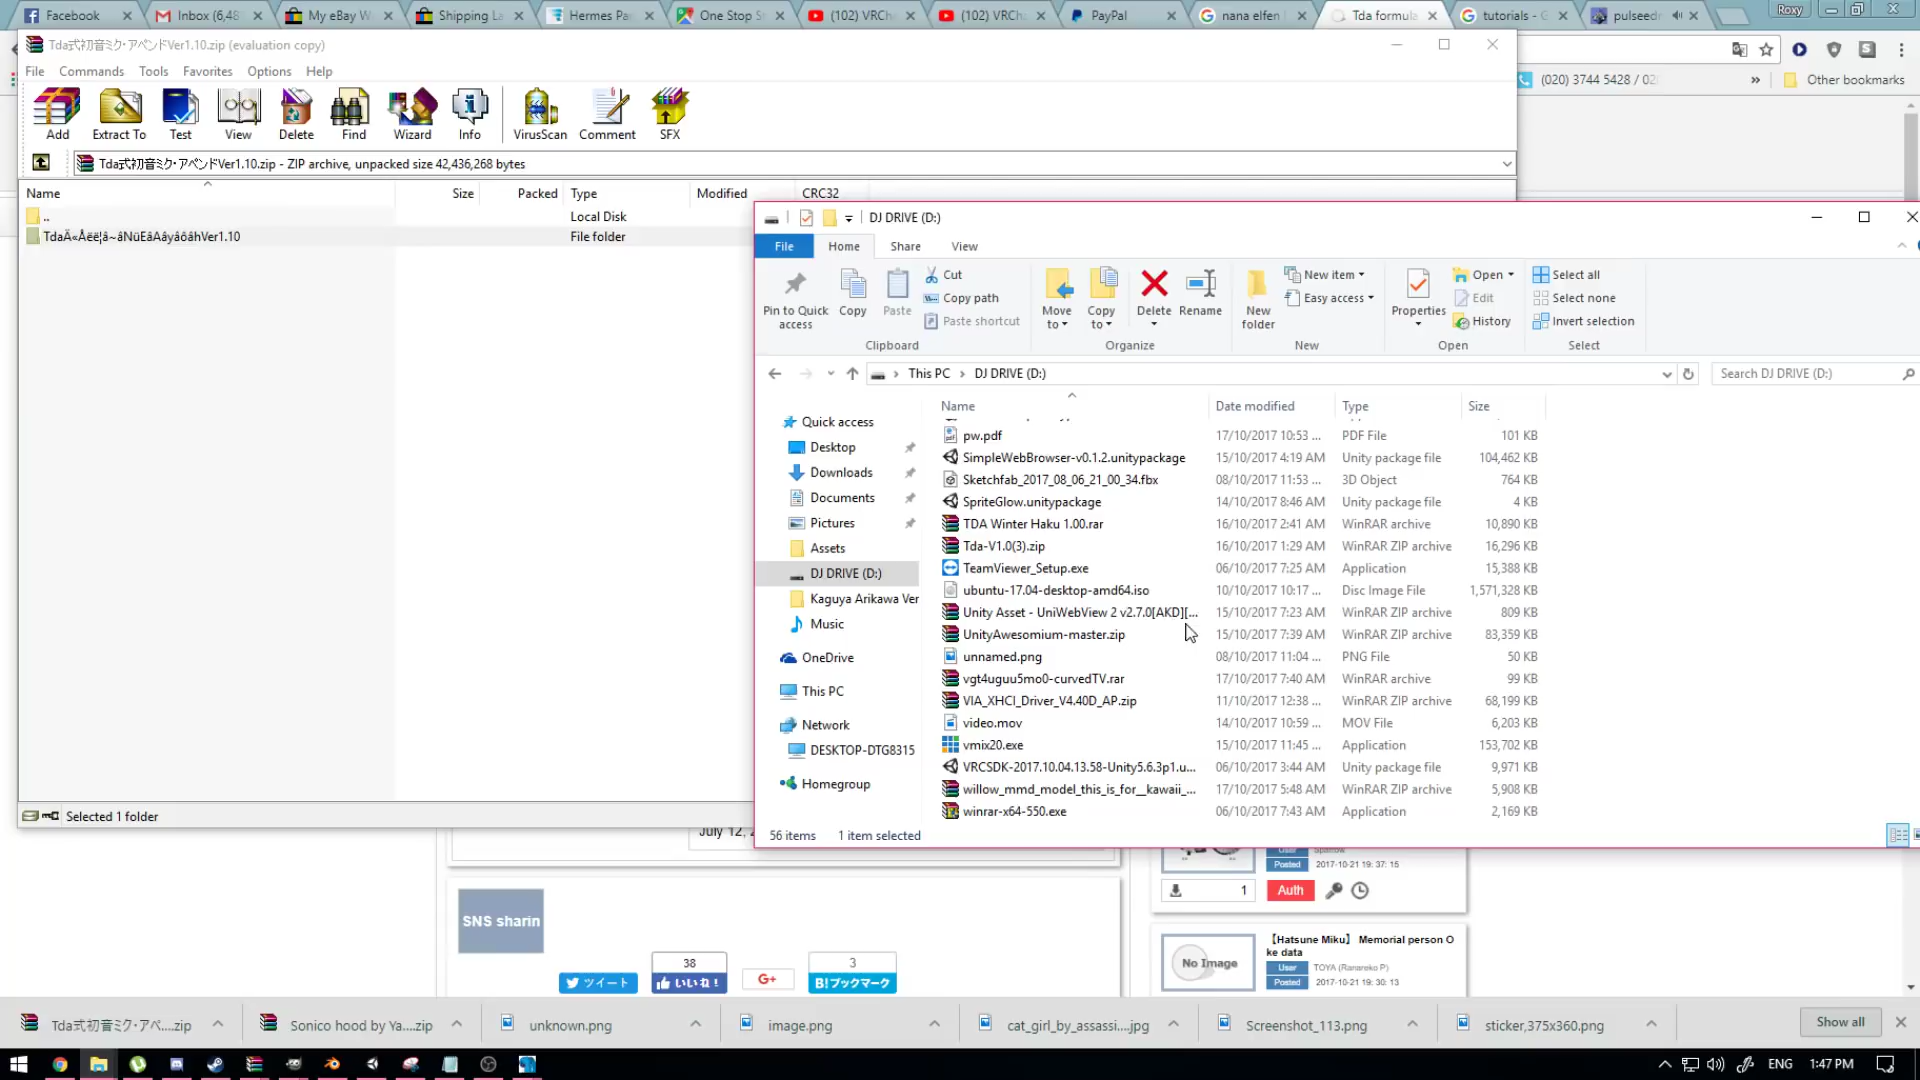 Facebook
Inbox (6,48
My eBay W
Shipping La
Hermes Pa
One Stop S
(102) VRCh
(102) VRCh
PayPal
nana elfen
Tda formula
tutorials - G
pulseedn
Roxy
Tda式初音ミク・アペンドVer1.10.zip (evaluation copy)
File Commands Tools Favorites Options Help
(020) 3744 5428 / 02
»
Other bookmarks
Add
Extract To
Test
View
Delete
Find
Wizard
Info
VirusScan
Comment
SFX
Tda式初音ミク・アペンドVer1.10.zip - ZIP archive, unpacked size 42,436,268 bytes
Name Size Packed Type Modified CRC32
.. Local Disk
TdaÄ«Åëë¦â~âNüEâAâyâôâhVer1.10 File folder
Selected 1 folder
DJ DRIVE (D:)
File Home Share View
Pin to Quick access
Copy
Paste
Cut
Copy path
Paste shortcut
Clipboard
Move to
Copy to
Delete
Rename
Organize
New folder
New item
Easy access
New
Properties
Open
Edit
History
Open
Select all
Select none
Invert selection
Select
This PC › DJ DRIVE (D:)
Search DJ DRIVE (D:)
Quick access
Desktop
Downloads
Documents
Pictures
Assets
DJ DRIVE (D:)
Kaguya Arikawa Ver
Music
OneDrive
This PC
Network
DESKTOP-DTG8315
Homegroup
Name Date modified Type Size
pw.pdf 17/10/2017 10:53 ... PDF File 101 KB
SimpleWebBrowser-v0.1.2.unitypackage 15/10/2017 4:19 AM Unity package file 104,462 KB
Sketchfab_2017_08_06_21_00_34.fbx 08/10/2017 11:53 ... 3D Object 764 KB
SpriteGlow.unitypackage 14/10/2017 8:46 AM Unity package file 4 KB
TDA Winter Haku 1.00.rar 16/10/2017 2:41 AM WinRAR archive 10,890 KB
Tda-V1.0(3).zip 16/10/2017 1:29 AM WinRAR ZIP archive 16,296 KB
TeamViewer_Setup.exe 06/10/2017 7:25 AM Application 15,388 KB
ubuntu-17.04-desktop-amd64.iso 10/10/2017 10:17 ... Disc Image File 1,571,328 KB
Unity Asset - UniWebView 2 v2.7.0[AKD][... 15/10/2017 7:23 AM WinRAR ZIP archive 809 KB
UnityAwesomium-master.zip 15/10/2017 7:39 AM WinRAR ZIP archive 83,359 KB
unnamed.png 08/10/2017 11:04 ... PNG File 50 KB
vgt4uguu5mo0-curvedTV.rar 17/10/2017 7:40 AM WinRAR archive 99 KB
VIA_XHCI_Driver_V4.40D_AP.zip 11/10/2017 12:38 ... WinRAR ZIP archive 68,199 KB
video.mov 14/10/2017 10:59 ... MOV File 6,203 KB
vmix20.exe 15/10/2017 11:45 ... Application 153,702 KB
VRCSDK-2017.10.04.13.58-Unity5.6.3p1.u... 06/10/2017 3:44 AM Unity package file 9,971 KB
willow_mmd_model_this_is_for__kawaii_... 17/10/2017 5:48 AM WinRAR ZIP archive 5,908 KB
winrar-x64-550.exe 06/10/2017 7:43 AM Application 2,169 KB
56 items 1 item selected
July 12, 2
SNS sharin
38
いいね！
ツイート
G+
3
B!ブックマーク
User
Posted 2017-10-21 19: 37: 15
1
Auth
No Image
【Hatsune Miku】 Memorial person O
ke data
User TOYA (Ranareko P)
Posted 2017-10-21 19: 30: 13
Tda式初音ミク・アペ....zip
Sonico hood by Ya....zip
unknown.png
image.png
cat_girl_by_assassi....jpg
Screenshot_113.png
sticker,375x360.png
Show all
ENG 1:47 PM